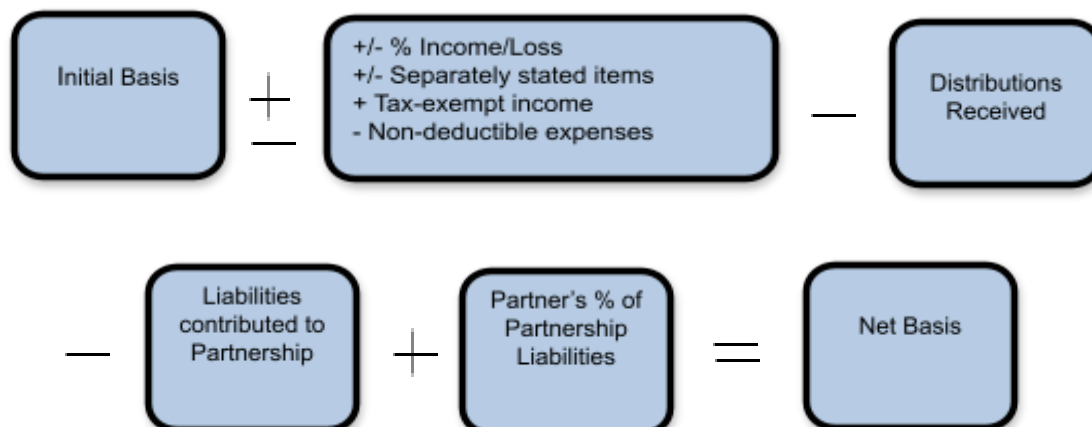 Initial Basis
+
−
+/- % Income/Loss
+/- Separately stated items
+ Tax-exempt income
- Non-deductible expenses
−
Distributions
Received
−
Liabilities
contributed to
Partnership
+
Partner's % of
Partnership
Liabilities
=
Net Basis